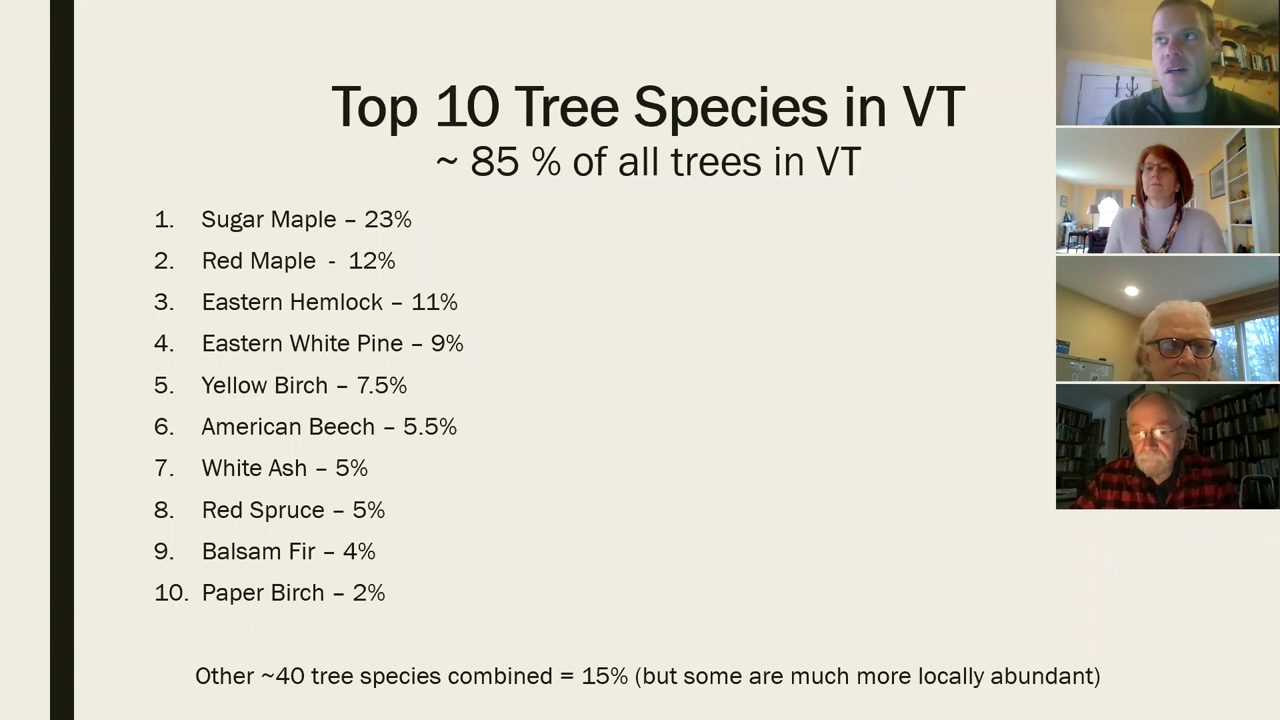 Top 10 Tree Species in VT
~ 85 % of all trees in VT
1. Sugar Maple – 23%
2. Red Maple - 12%
3. Eastern Hemlock – 11%
4. Eastern White Pine – 9%
5. Yellow Birch – 7.5%
6. American Beech – 5.5%
7. White Ash – 5%
8. Red Spruce – 5%
9. Balsam Fir – 4%
10. Paper Birch – 2%
Other ~40 tree species combined = 15% (but some are much more locally abundant)